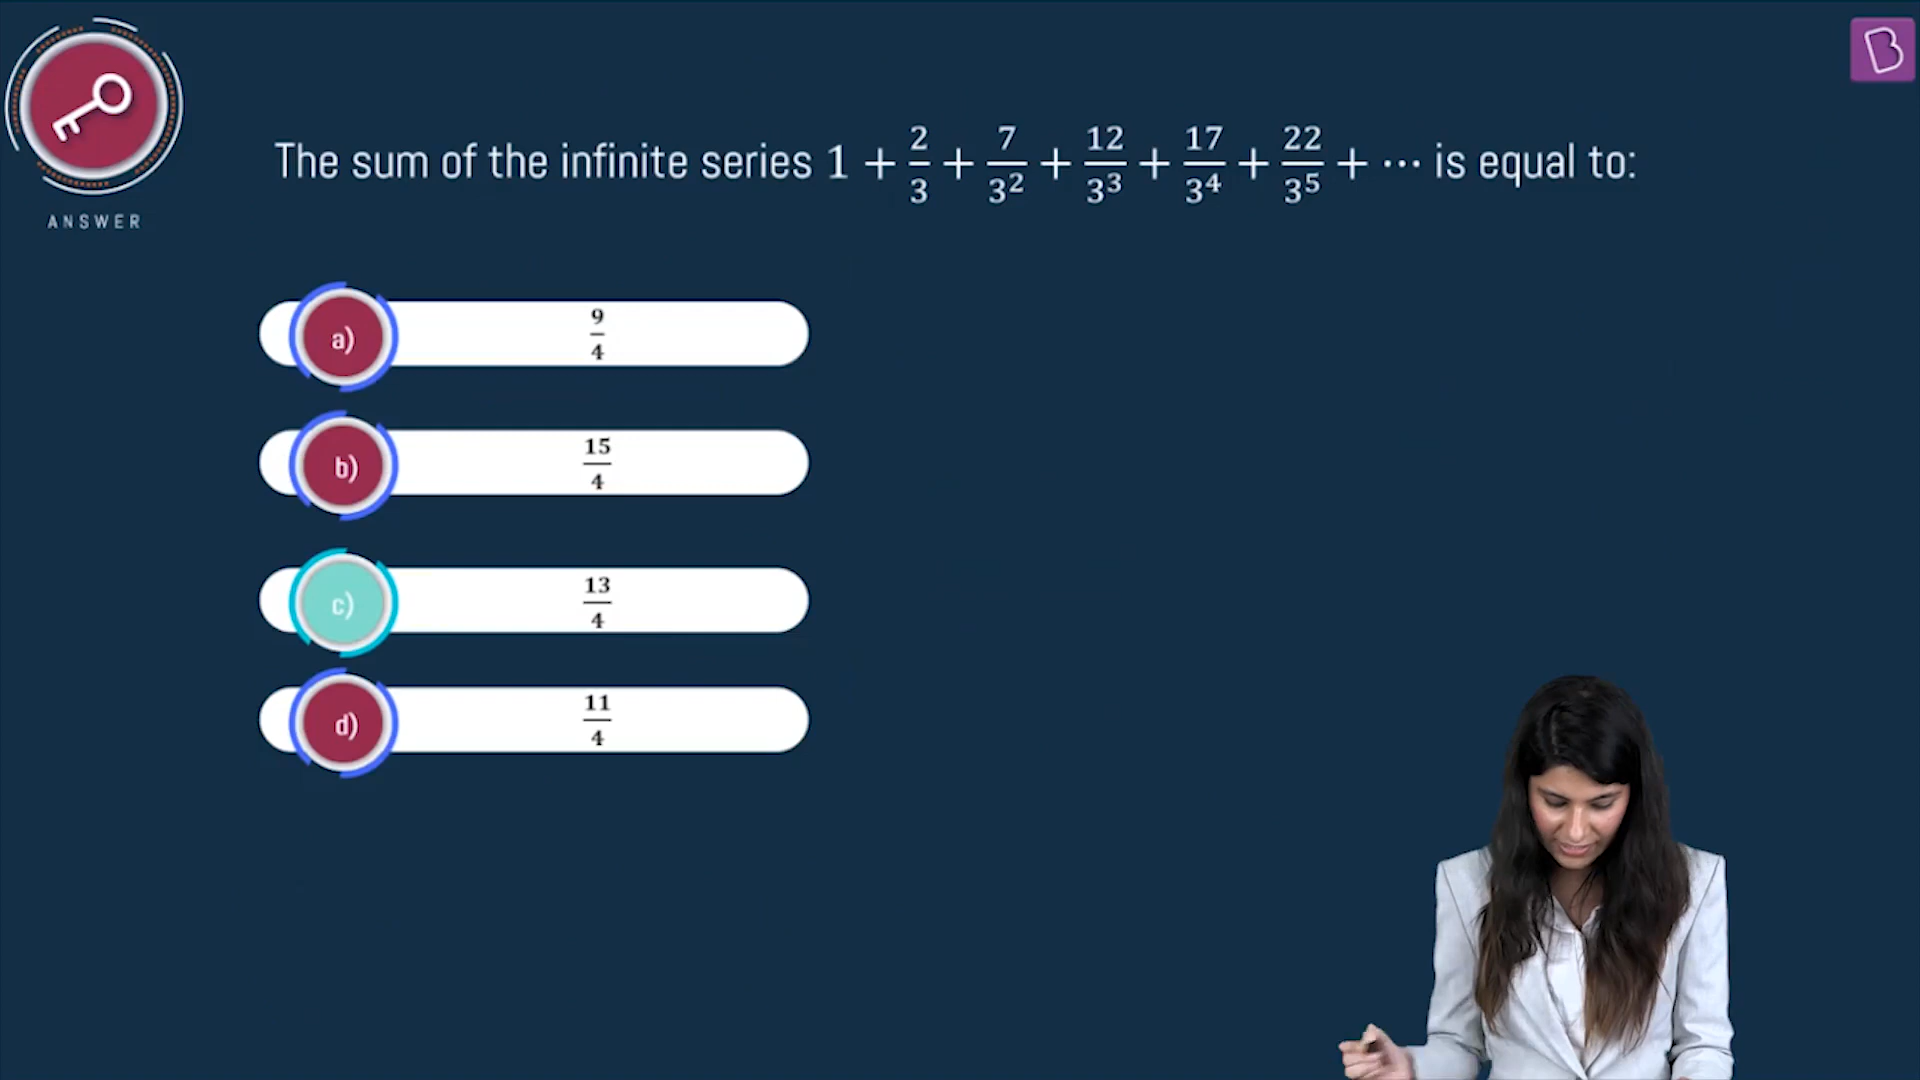 ANSWER
The sum of the infinite series 1 + 2/3 + 7/3² + 12/3³ + 17/3⁴ + 22/3⁵ + ⋯ is equal to:
a) 9/4
b) 15/4
c) 13/4
d) 11/4
B